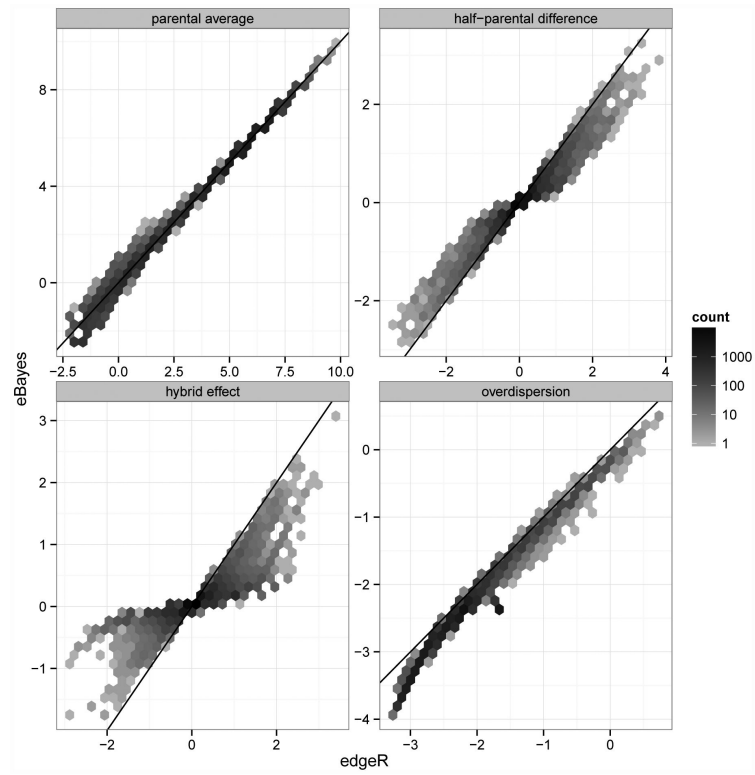 parental average
half−parental difference
8
4
0
2
0
−2
−2.5 0.0 2.5 5.0 7.5 10.0
−2 0 2 4
eBayes
count
1000
100
10
1
hybrid effect
overdispersion
3
2
1
0
−1
0
−1
−2
−3
−4
−2 0 2
−3 −2 −1 0
edgeR